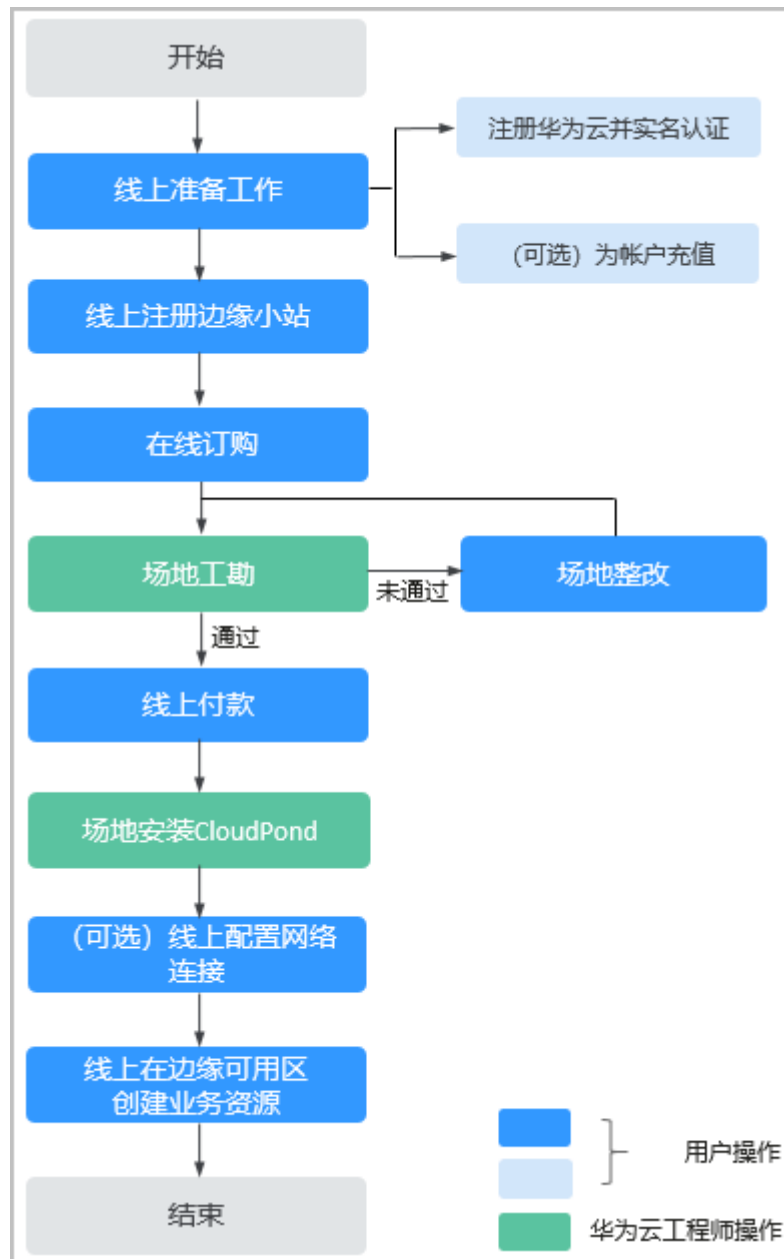 开始
线上准备工作
注册华为云并实名认证
（可选）为帐户充值
线上注册边缘小站
在线订购
场地工勘
未通过
场地整改
通过
线上付款
场地安装CloudPond
（可选）线上配置网络
连接
线上在边缘可用区
创建业务资源
结束
用户操作
华为云工程师操作